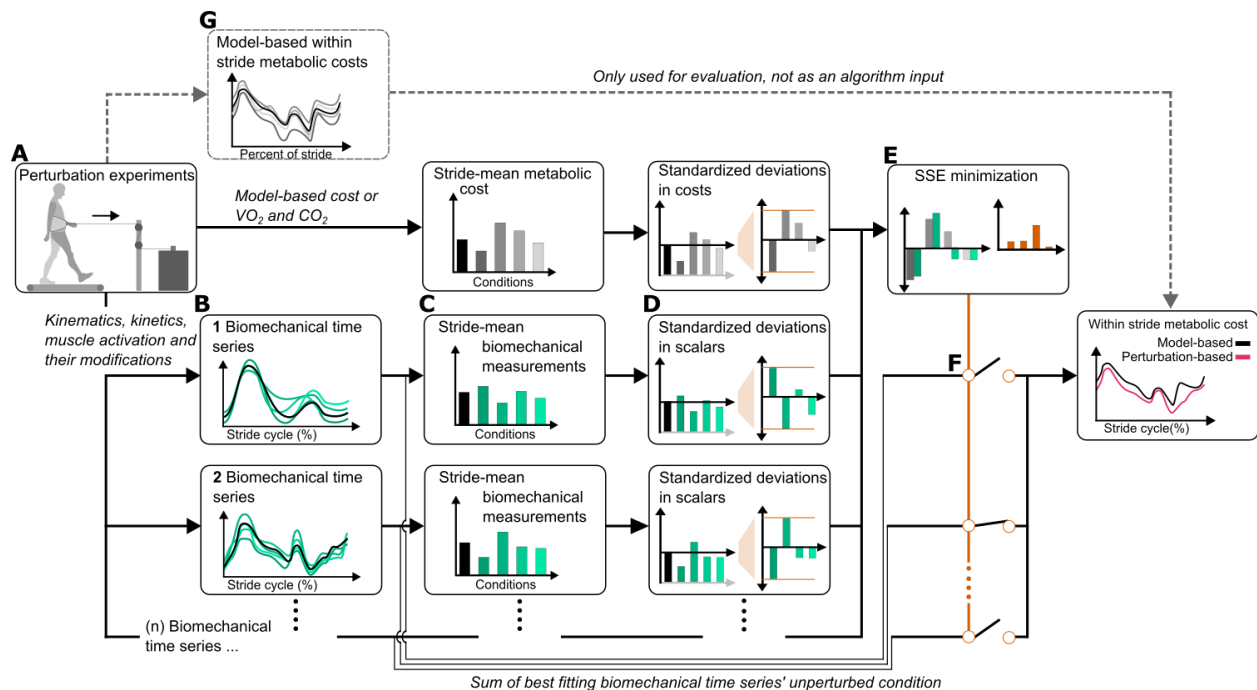 G
Model-based within
stride metabolic costs
Percent of stride
Only used for evaluation, not as an algorithm input
A
Perturbation experiments
Model-based cost or
VO₂ and CO₂
Stride-mean metabolic
cost
Conditions
Standardized deviations
in costs
E
SSE minimization
Kinematics, kinetics,
muscle activation and
their modifications
B
1 Biomechanical time
series
Stride cycle (%)
C
Stride-mean
biomechanical
measurements
Conditions
D
Standardized deviations
in scalars
F
Within stride metabolic cost
Model-based
Perturbation-based
Stride cycle(%)
2 Biomechanical time
series
Stride cycle (%)
Stride-mean
biomechanical
measurements
Conditions
Standardized deviations
in scalars
(n) Biomechanical
time series ...
Sum of best fitting biomechanical time series' unperturbed condition